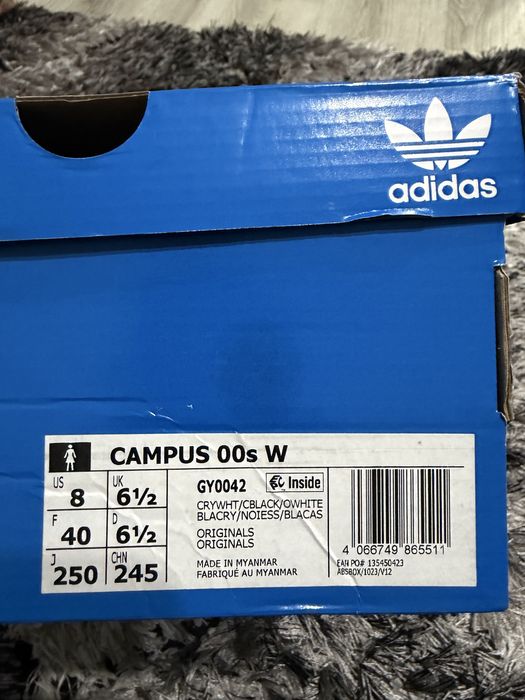 adidas
CAMPUS 00s W
US 8 UK 6½
F 40 D 6½
J 250 CHN 245
GY0042 Inside
CRYWHT/CBLACK/OWHITE
BLACRY/NOIESS/BLACAS
ORIGINALS
ORIGINALS
MADE IN MYANMAR
FABRIQUÉ AU MYANMAR
4 066749 865511
EAN PO# 135450423
ABSBOX/1023/V12